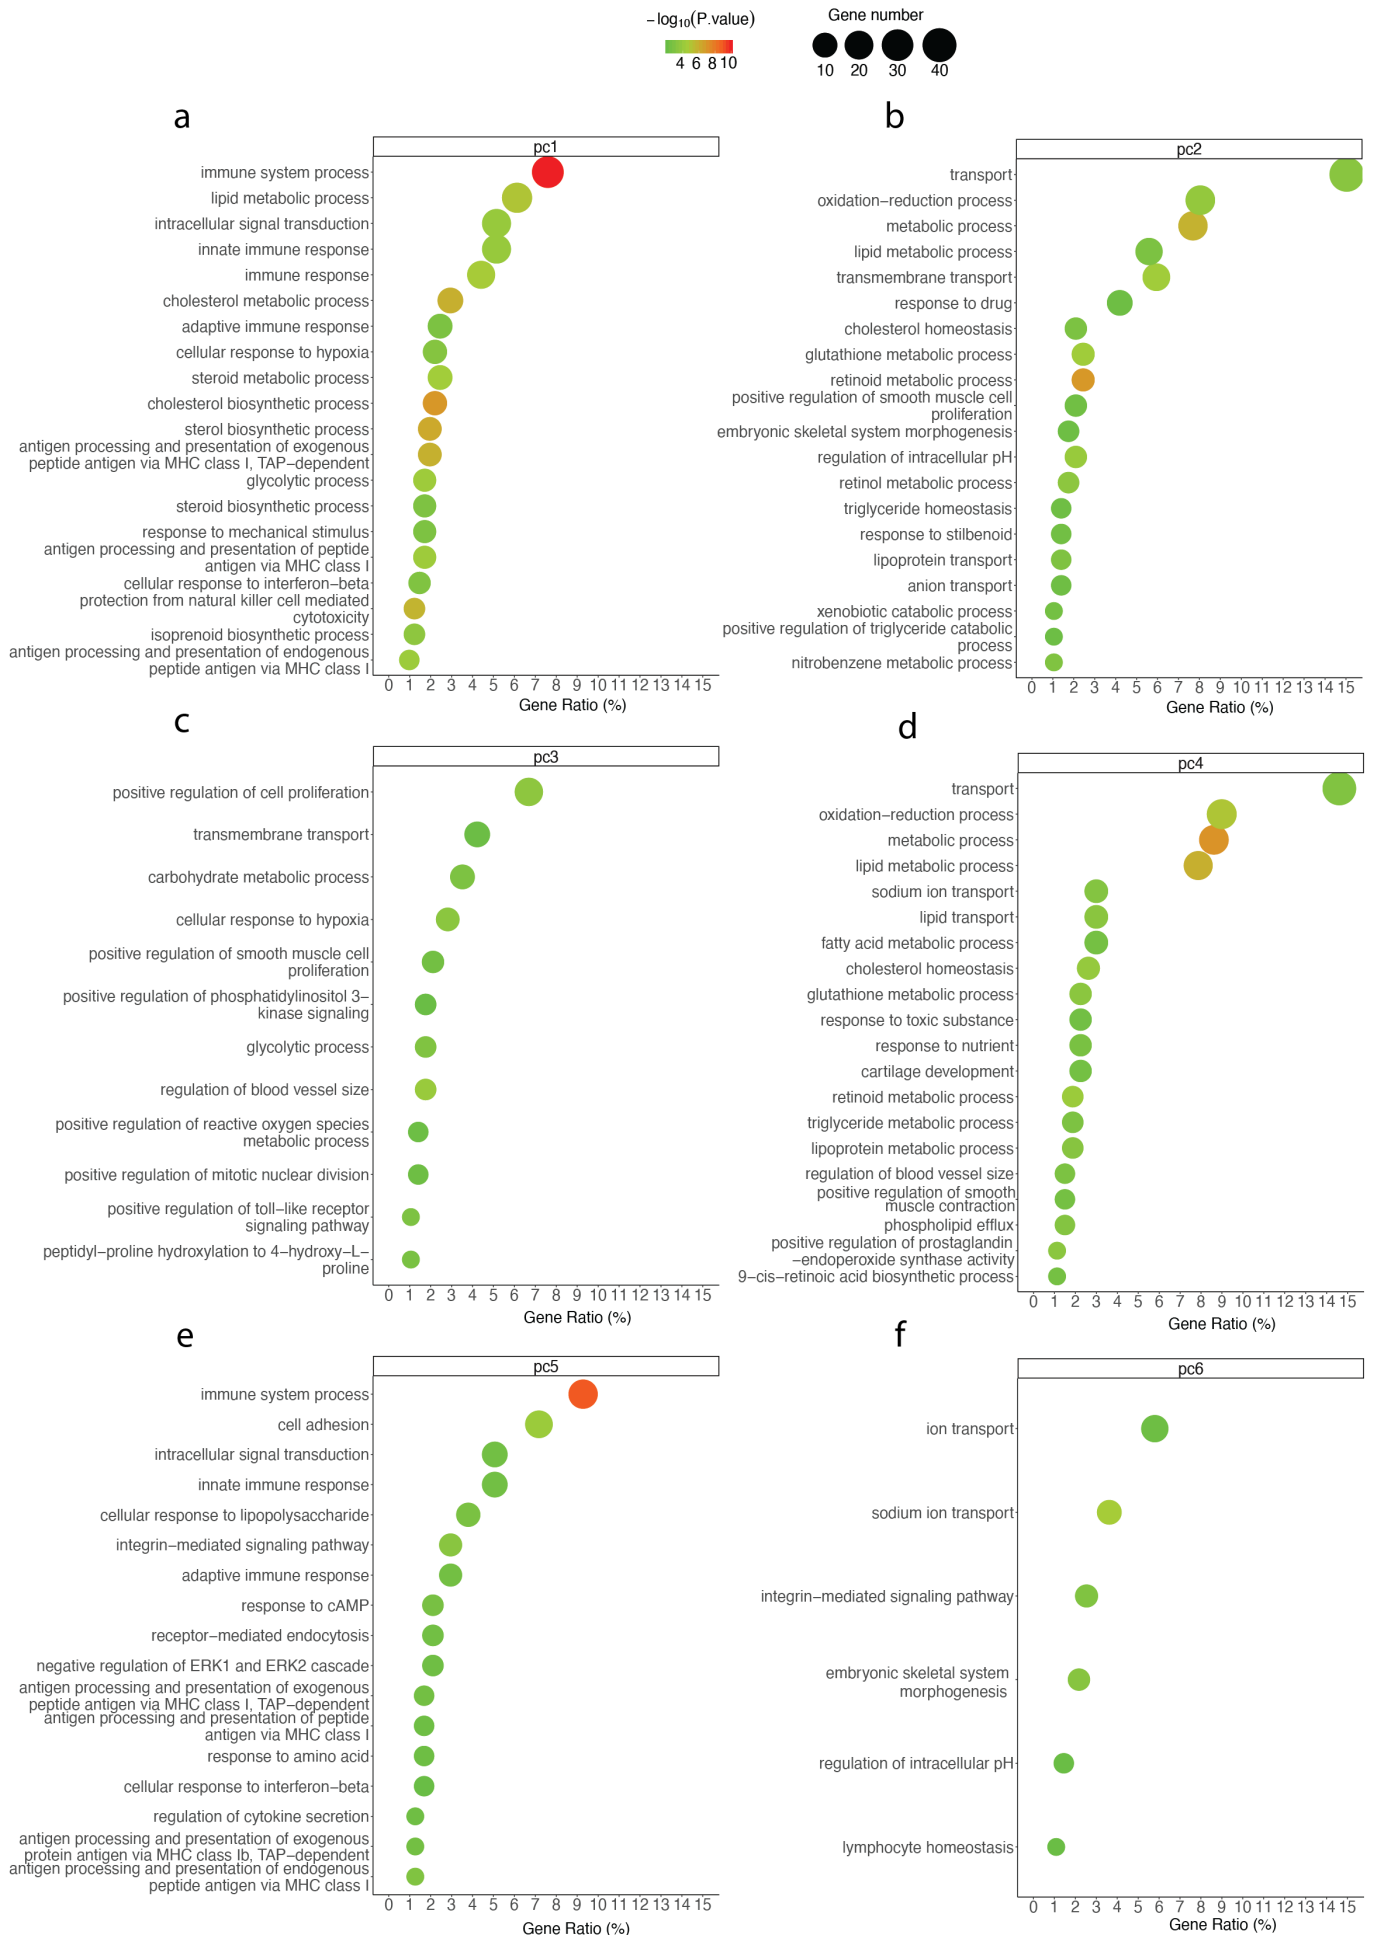 −log10(P.value)
4 6 8 10
Gene number
10 20 30 40
a
pc1
immune system process
lipid metabolic process
intracellular signal transduction
innate immune response
immune response
cholesterol metabolic process
adaptive immune response
cellular response to hypoxia
steroid metabolic process
cholesterol biosynthetic process
sterol biosynthetic process
antigen processing and presentation of exogenous
peptide antigen via MHC class I, TAP−dependent
glycolytic process
steroid biosynthetic process
response to mechanical stimulus
antigen processing and presentation of peptide
antigen via MHC class I
cellular response to interferon−beta
protection from natural killer cell mediated
cytotoxicity
isoprenoid biosynthetic process
antigen processing and presentation of endogenous
peptide antigen via MHC class I
0 1 2 3 4 5 6 7 8 9 10 11 12 13 14 15
Gene Ratio (%)
b
pc2
transport
oxidation−reduction process
metabolic process
lipid metabolic process
transmembrane transport
response to drug
cholesterol homeostasis
glutathione metabolic process
retinoid metabolic process
positive regulation of smooth muscle cell
proliferation
embryonic skeletal system morphogenesis
regulation of intracellular pH
retinol metabolic process
triglyceride homeostasis
response to stilbenoid
lipoprotein transport
anion transport
xenobiotic catabolic process
positive regulation of triglyceride catabolic
process
nitrobenzene metabolic process
0 1 2 3 4 5 6 7 8 9 10 11 12 13 14 15
Gene Ratio (%)
c
pc3
positive regulation of cell proliferation
transmembrane transport
carbohydrate metabolic process
cellular response to hypoxia
positive regulation of smooth muscle cell
proliferation
positive regulation of phosphatidylinositol 3−
kinase signaling
glycolytic process
regulation of blood vessel size
positive regulation of reactive oxygen species
metabolic process
positive regulation of mitotic nuclear division
positive regulation of toll−like receptor
signaling pathway
peptidyl−proline hydroxylation to 4−hydroxy−L−
proline
0 1 2 3 4 5 6 7 8 9 10 11 12 13 14 15
Gene Ratio (%)
d
pc4
transport
oxidation−reduction process
metabolic process
lipid metabolic process
sodium ion transport
lipid transport
fatty acid metabolic process
cholesterol homeostasis
glutathione metabolic process
response to toxic substance
response to nutrient
cartilage development
retinoid metabolic process
triglyceride metabolic process
lipoprotein metabolic process
regulation of blood vessel size
positive regulation of smooth
muscle contraction
phospholipid efflux
positive regulation of prostaglandin
−endoperoxide synthase activity
9−cis−retinoic acid biosynthetic process
0 1 2 3 4 5 6 7 8 9 10 11 12 13 14 15
Gene Ratio (%)
e
pc5
immune system process
cell adhesion
intracellular signal transduction
innate immune response
cellular response to lipopolysaccharide
integrin−mediated signaling pathway
adaptive immune response
response to cAMP
receptor−mediated endocytosis
negative regulation of ERK1 and ERK2 cascade
antigen processing and presentation of exogenous
peptide antigen via MHC class I, TAP−dependent
antigen processing and presentation of peptide
antigen via MHC class I
response to amino acid
cellular response to interferon−beta
regulation of cytokine secretion
antigen processing and presentation of exogenous
protein antigen via MHC class Ib, TAP−dependent
antigen processing and presentation of endogenous
peptide antigen via MHC class I
0 1 2 3 4 5 6 7 8 9 10 11 12 13 14 15
Gene Ratio (%)
f
pc6
ion transport
sodium ion transport
integrin−mediated signaling pathway
embryonic skeletal system
morphogenesis
regulation of intracellular pH
lymphocyte homeostasis
0 1 2 3 4 5 6 7 8 9 10 11 12 13 14 15
Gene Ratio (%)